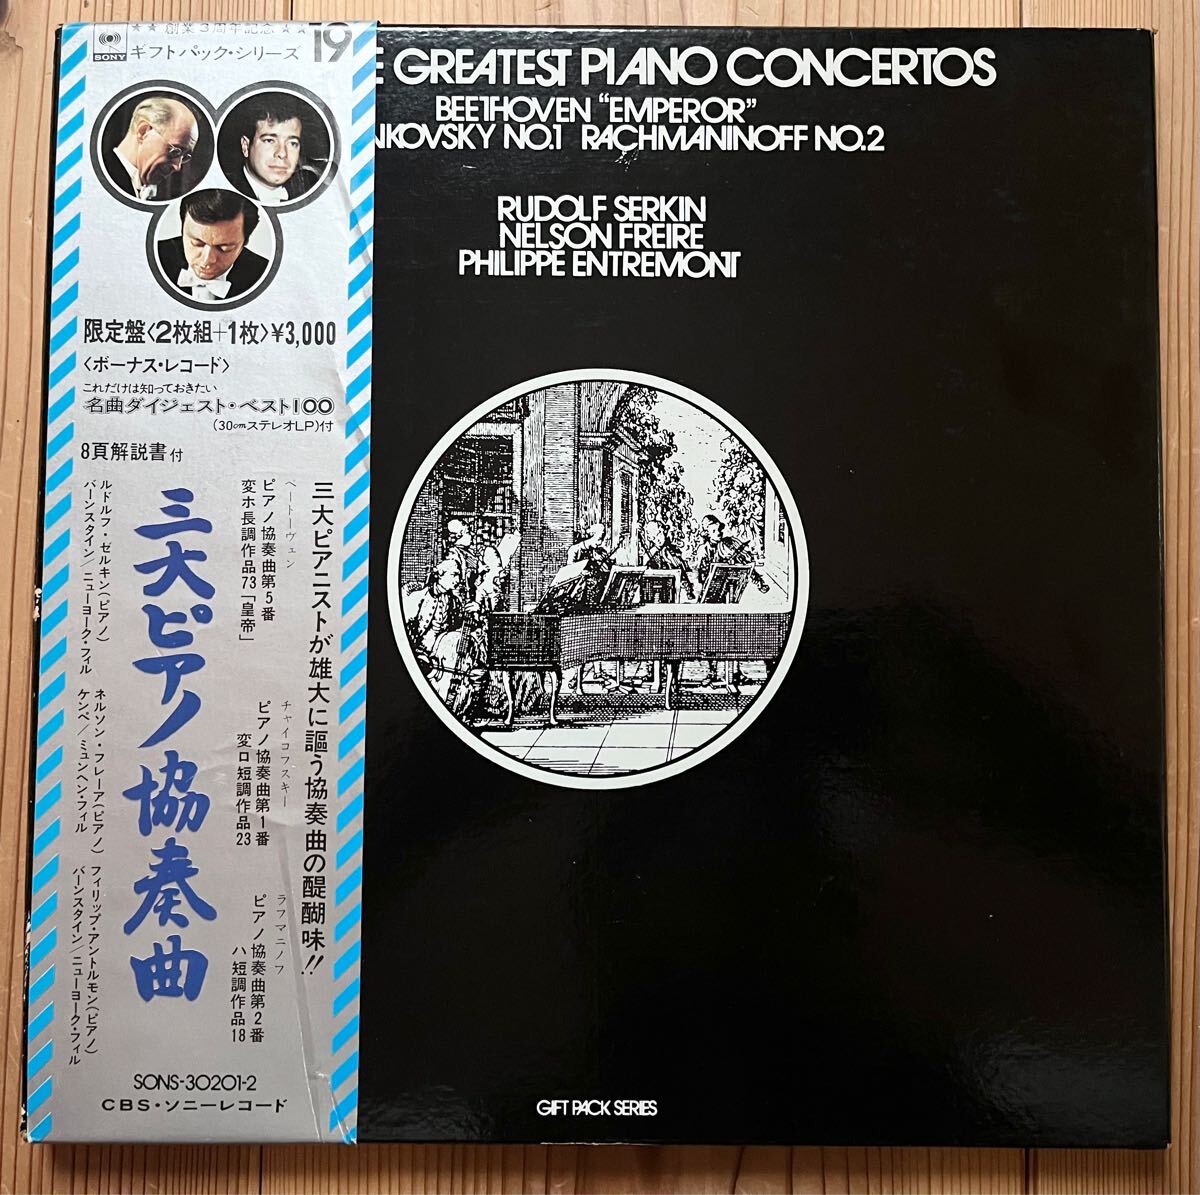 SONY
★★創業3周年記念★★
ギフトパック・シリーズ
19
限定盤〈2枚組+1枚〉¥3,000
〈ボーナス・レコード〉
これだけは知っておきたい
名曲ダイジェスト・ベスト100
(30cmステレオLP)付
8頁解説書付
三大ピアニストが雄大に謳う協奏曲の醍醐味!!
ベートーヴェン
ピアノ協奏曲第5番
変ホ長調作品73「皇帝」
チャイコフスキー
ピアノ協奏曲第1番
変ロ短調作品23
ラフマニノフ
ピアノ協奏曲第2番
ハ短調作品18
三大ピアノ協奏曲
ルドルフ・ゼルキン(ピアノ)
バーンスタイン/ニューヨーク・フィル
ネルソン・フレーア(ピアノ)
ケンペ/ミュンヘン・フィル
フィリップ・アントルモン(ピアノ)
バーンスタイン/ニューヨーク・フィル
SONS-30201-2
CBS・ソニーレコード
E GREATEST PIANO CONCERTOS
BEETHOVEN “EMPEROR”
KOVSKY NO.1 RACHMANINOFF NO.2
RUDOLF SERKIN
NELSON FREIRE
PHILIPPE ENTREMONT
GIFT PACK SERIES